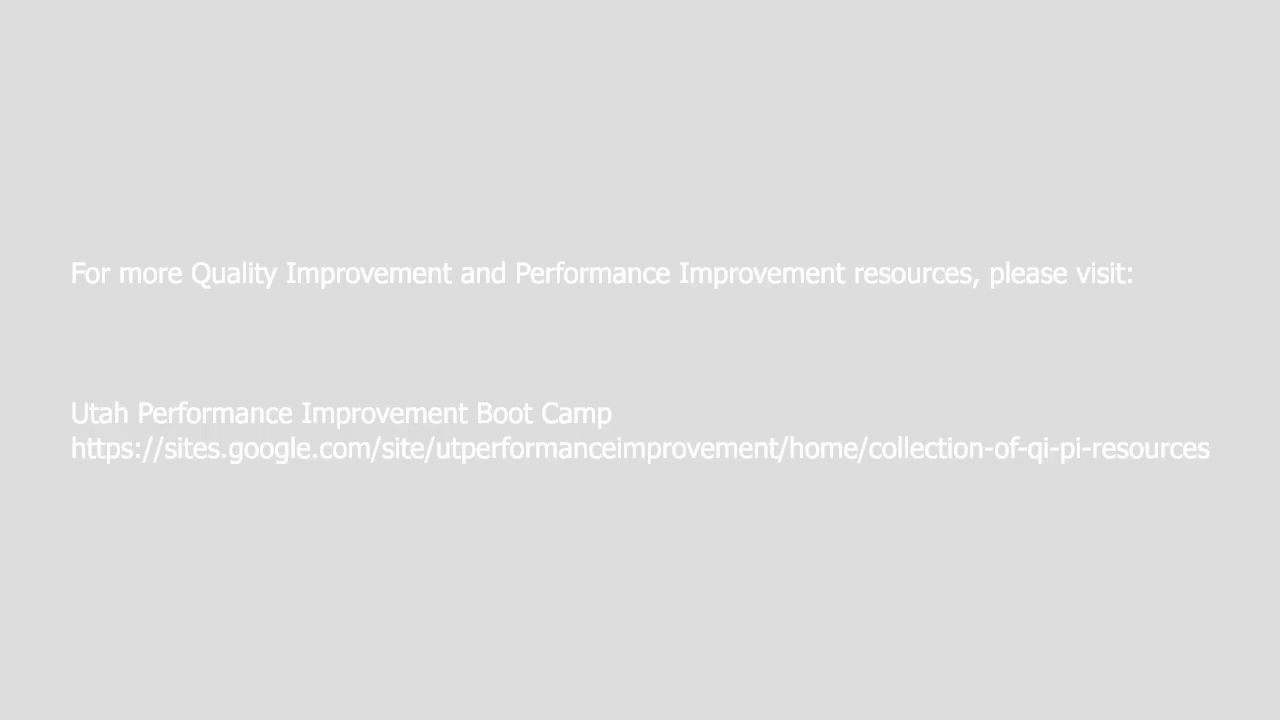 For more Quality Improvement and Performance Improvement resources, please visit:
Utah Performance Improvement Boot Camp
https://sites.google.com/site/utperformanceimprovement/home/collection-of-qi-pi-resources